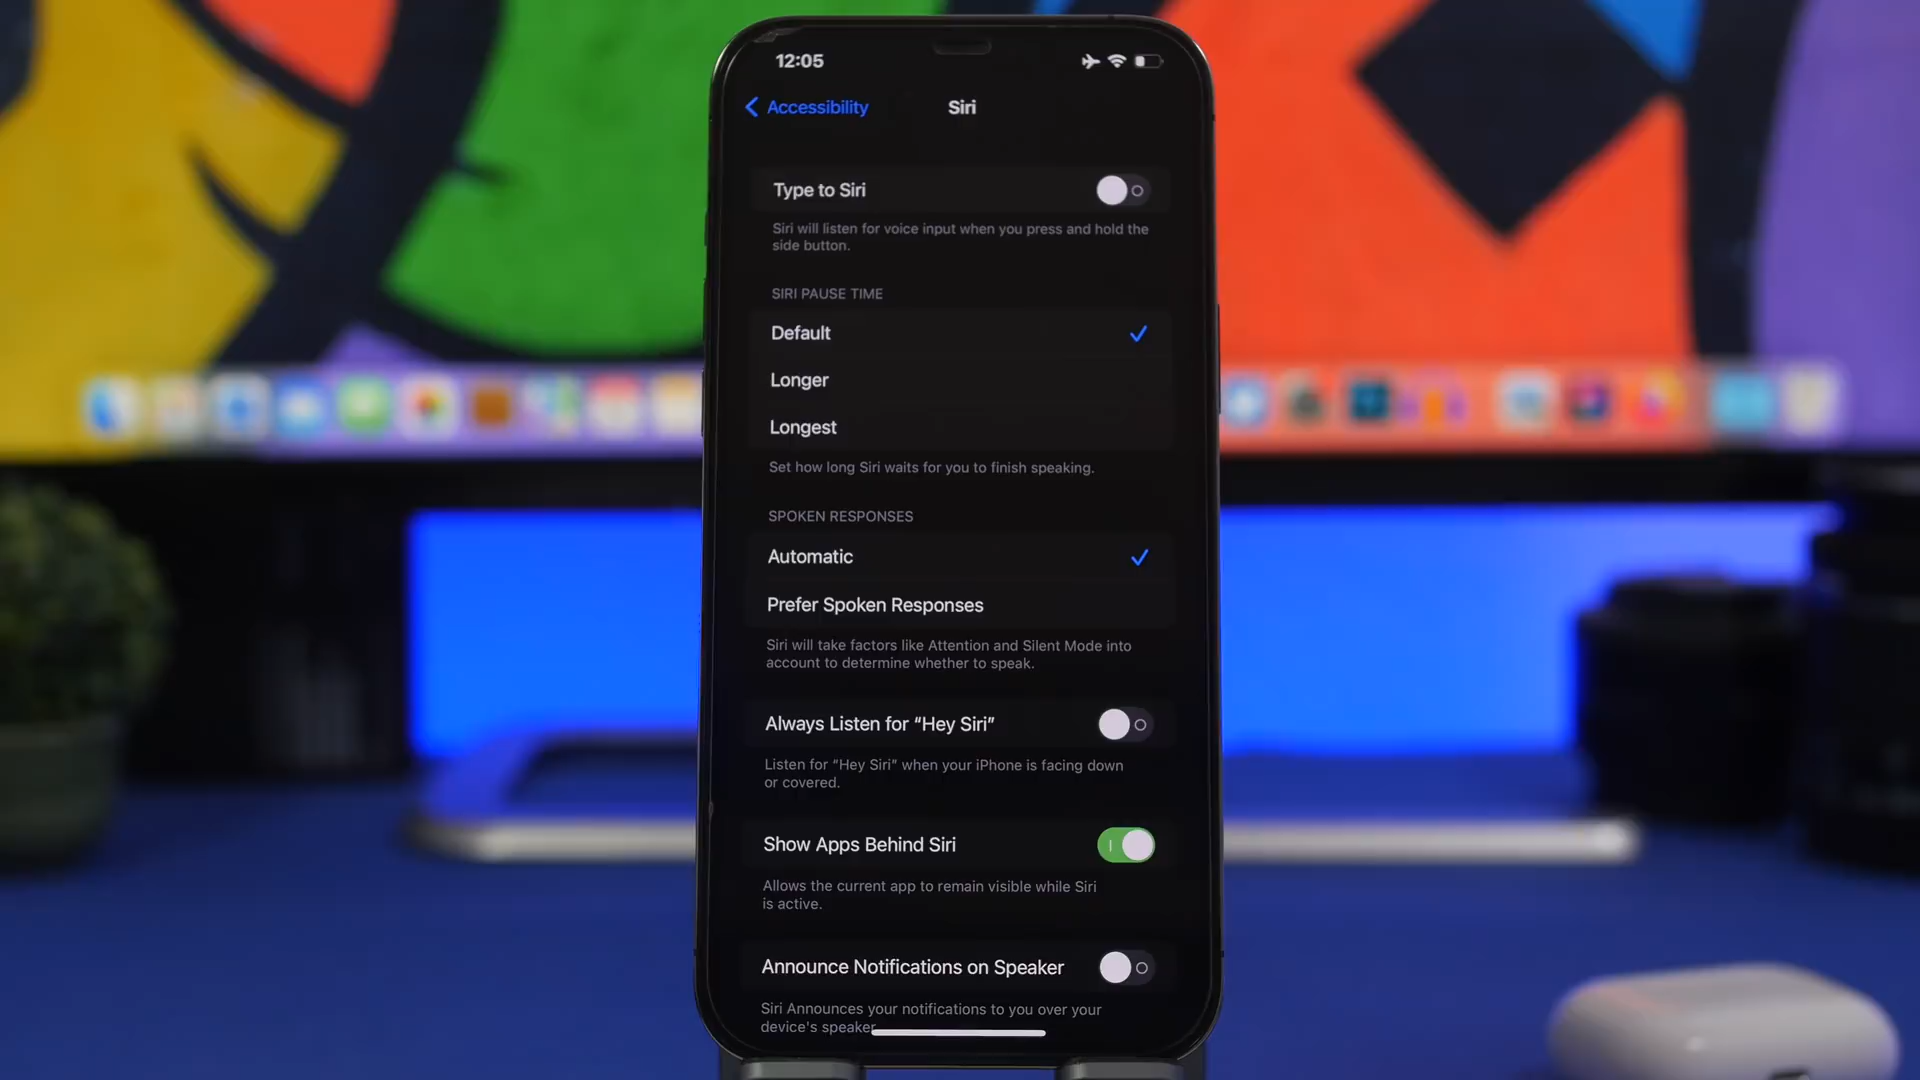 12:05
Accessibility
Siri
Type to Siri
Siri will listen for voice input when you press and hold the
side button.
SIRI PAUSE TIME
Default
Longer
Longest
Set how long Siri waits for you to finish speaking.
SPOKEN RESPONSES
Automatic
Prefer Spoken Responses
Siri will take factors like Attention and Silent Mode into
account to determine whether to speak.
Always Listen for “Hey Siri”
Listen for “Hey Siri” when your iPhone is facing down
or covered.
Show Apps Behind Siri
Allows the current app to remain visible while Siri
is active.
Announce Notifications on Speaker
Siri Announces your notifications to you over your
device's speaker